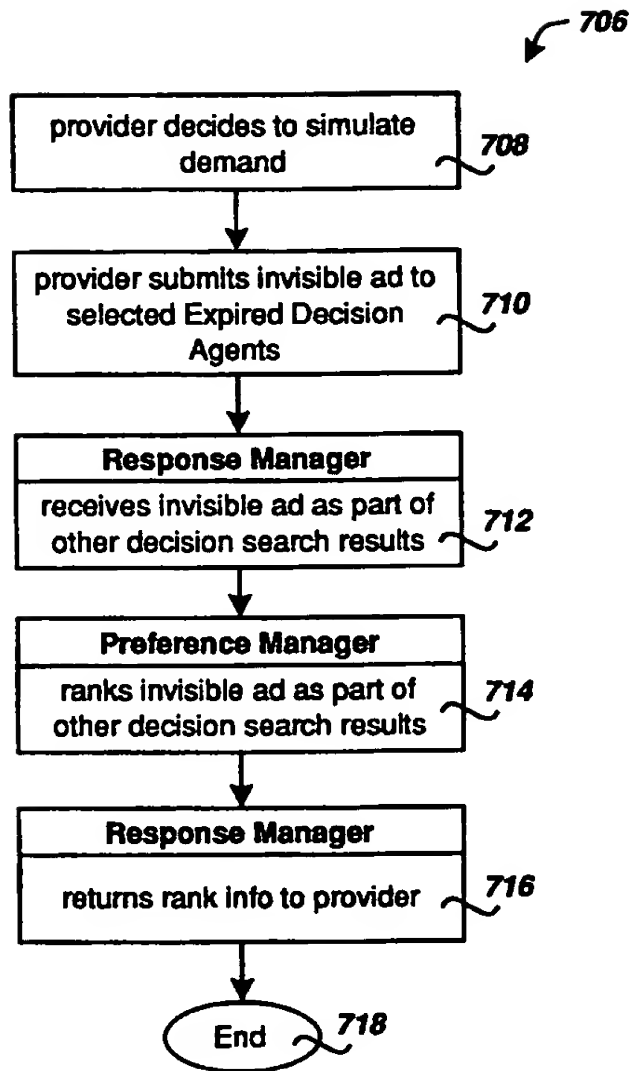 706
provider decides to simulate
demand
708
provider submits invisible ad to
selected Expired Decision
Agents
710
Response Manager
receives invisible ad as part of
other decision search results
712
Preference Manager
ranks invisible ad as part of
other decision search results
714
Response Manager
returns rank info to provider
716
End
718